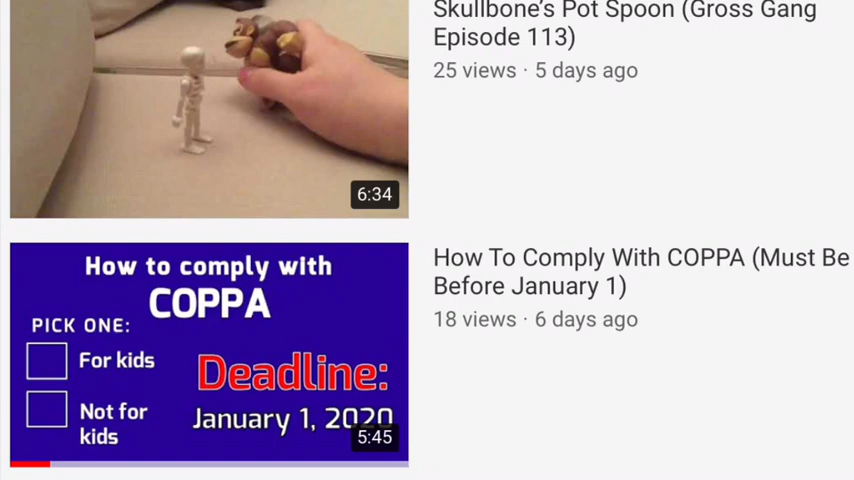 Skullbone's Pot Spoon (Gross Gang
Episode 113)
25 views · 5 days ago
6:34
How to comply with
COPPA
PICK ONE:
For kids
Not for
kids
Deadline:
January 1, 2020
5:45
How To Comply With COPPA (Must Be
Before January 1)
18 views · 6 days ago